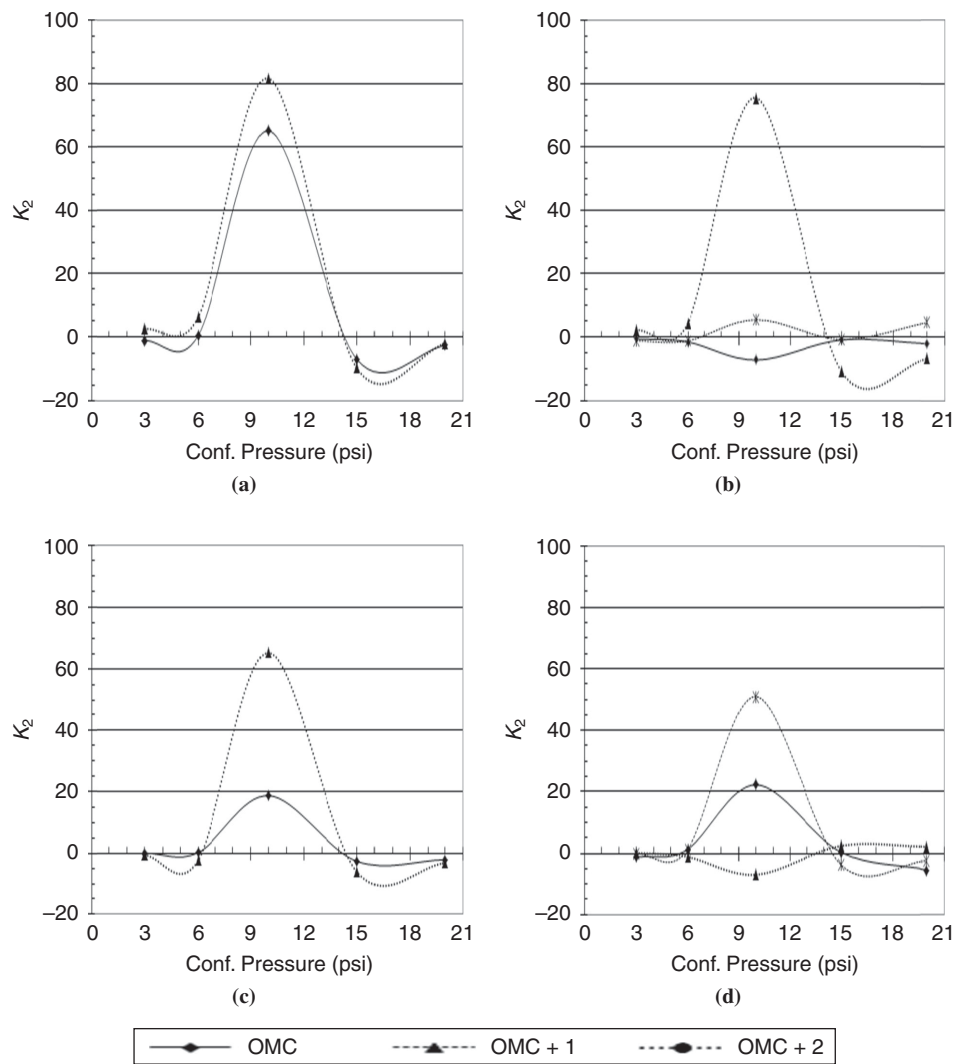 100
80
60
40
20
0
–20
K2
0 3 6 9 12 15 18 21
Conf. Pressure (psi)
(a)
100
80
60
40
20
0
–20
K2
0 3 6 9 12 15 18 21
Conf. Pressure (psi)
(b)
100
80
60
40
20
0
–20
K2
0 3 6 9 12 15 18 21
Conf. Pressure (psi)
(c)
100
80
60
40
20
0
–20
K2
0 3 6 9 12 15 18 21
Conf. Pressure (psi)
(d)
OMC OMC + 1 OMC + 2